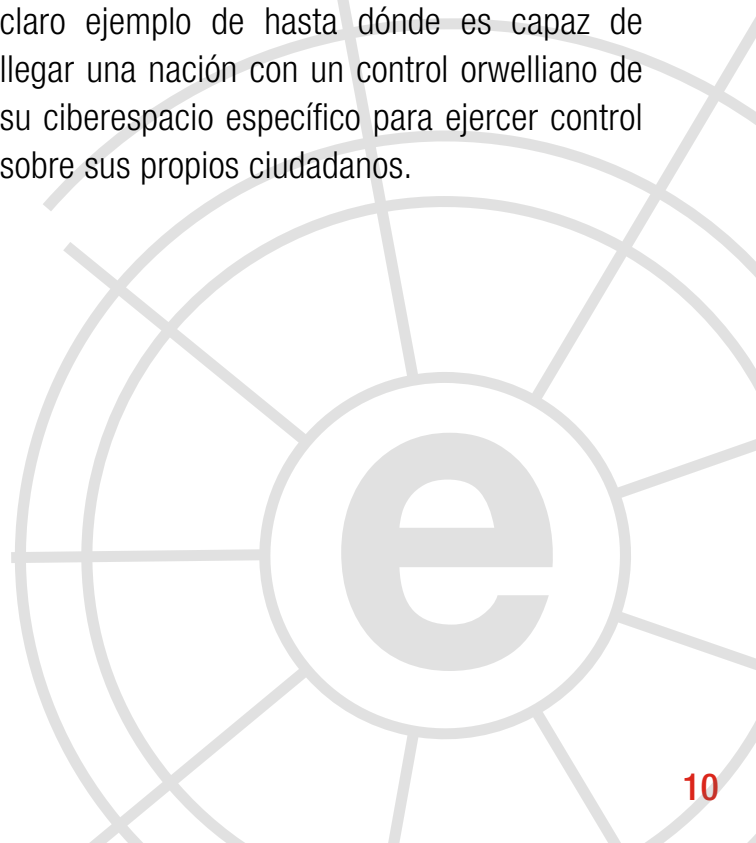 claro ejemplo de hasta dónde es capaz de
llegar una nación con un control orwelliano de
su ciberespacio específico para ejercer control
sobre sus propios ciudadanos.
e
10